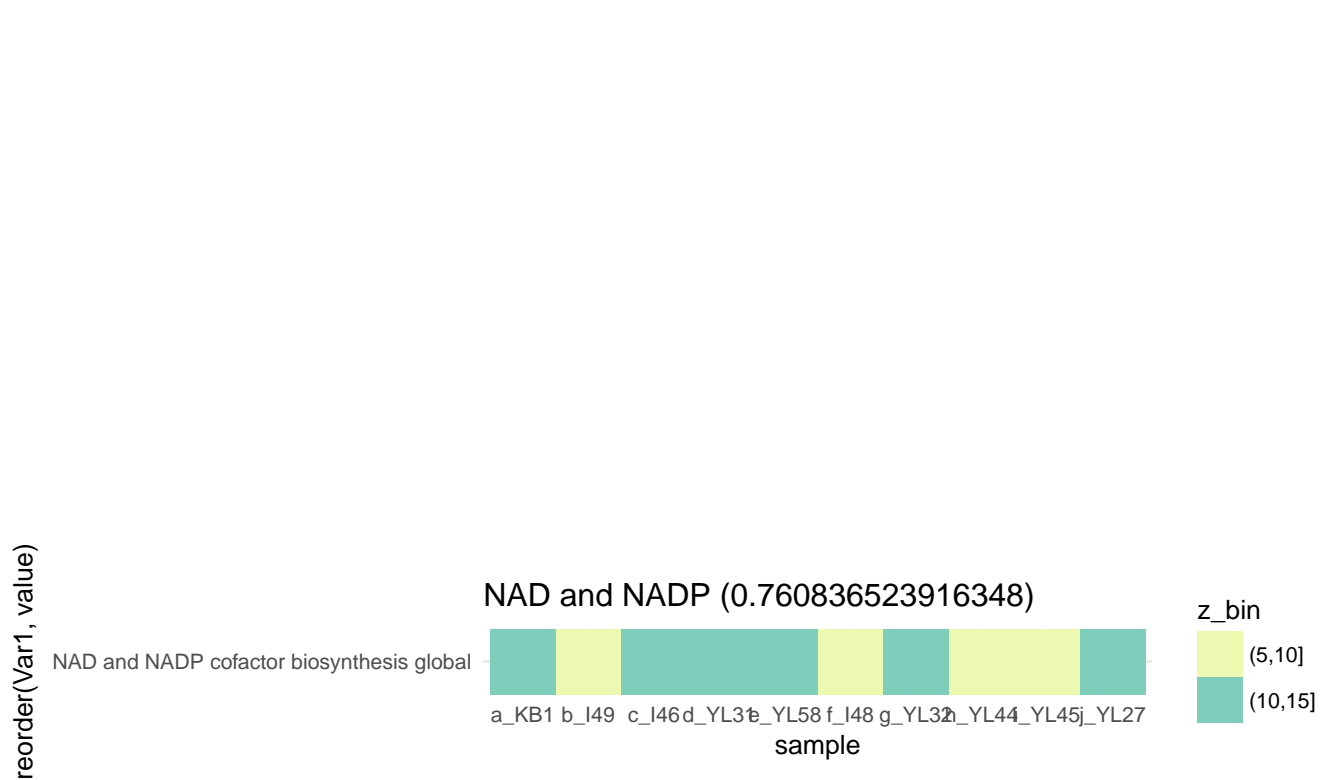 NAD and NADP (0.760836523916348)
z_bin
(5,10]
(10,15]
reorder(Var1, value)
NAD and NADP cofactor biosynthesis global
a_KB1 b_I49 c_I46 d_YL31 e_YL58 f_I48 g_YL32 h_YL44 i_YL45 j_YL27
sample